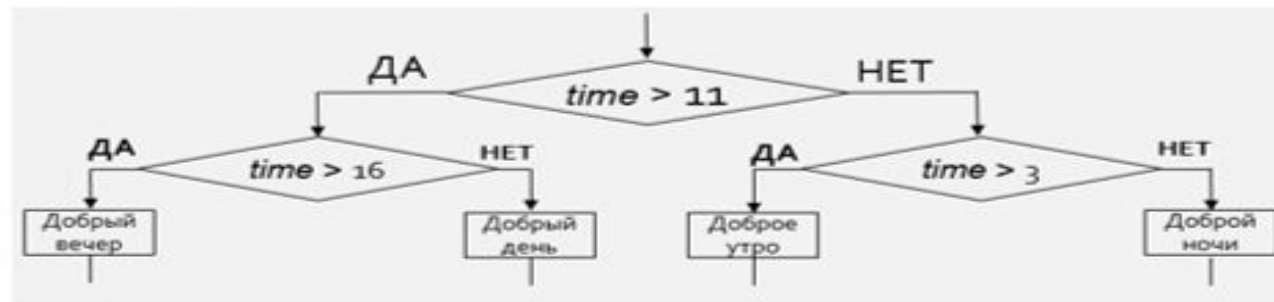 ДА
НЕТ
time > 11
ДА
НЕТ
ДА
НЕТ
time > 16
time > 3
Добрый
вечер
Добрый
день
Доброе
утро
Доброй
ночи